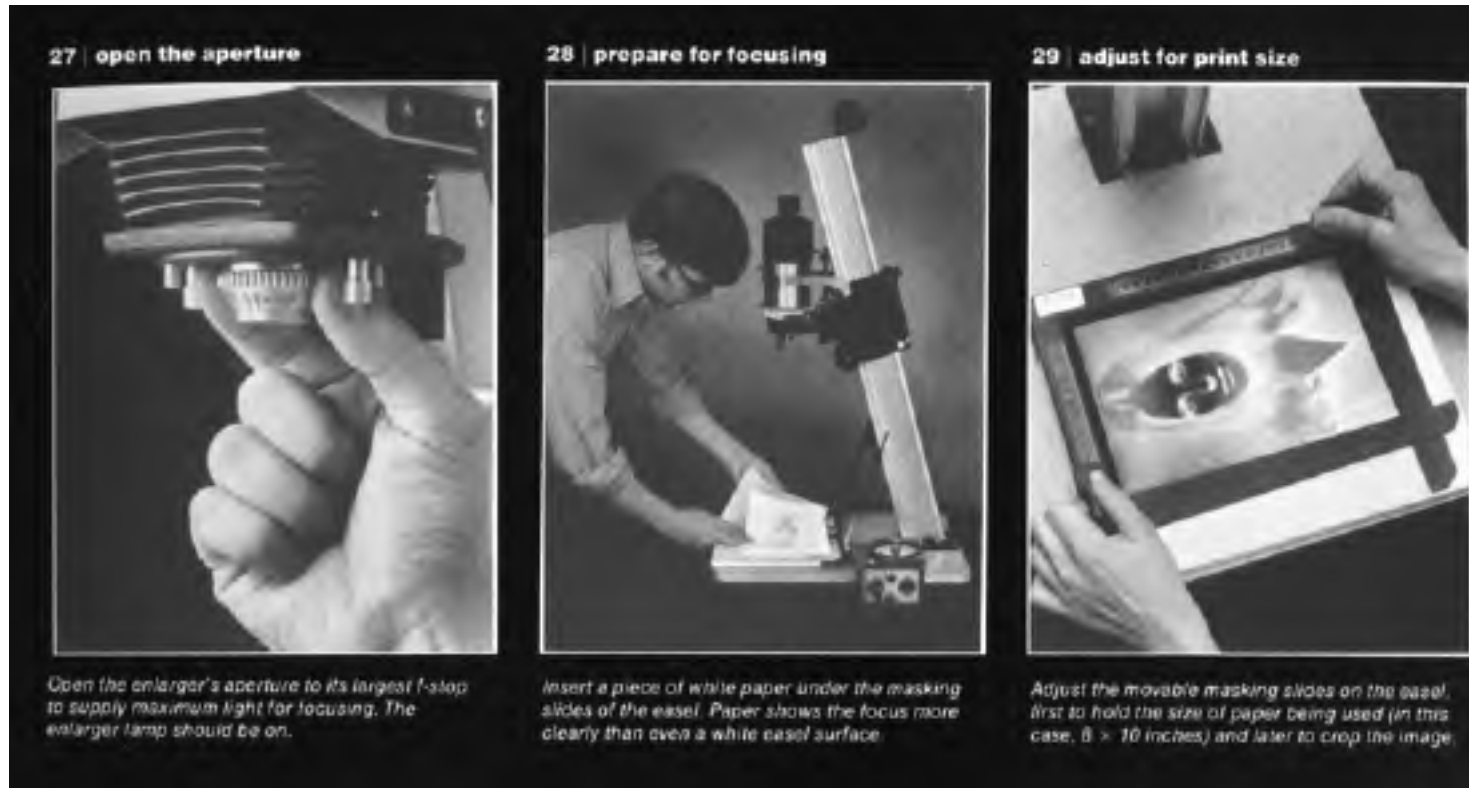 27 | open the aperture
Open the enlarger's aperture to its largest f-stop
to supply maximum light for focusing. The
enlarger lamp should be on.
28 | prepare for focusing
Insert a piece of white paper under the masking
slides of the easel. Paper shows the focus more
clearly than even a white easel surface.
29 | adjust for print size
Adjust the movable masking slides on the easel,
first to hold the size of paper being used (in this
case, 8 × 10 inches) and later to crop the image.